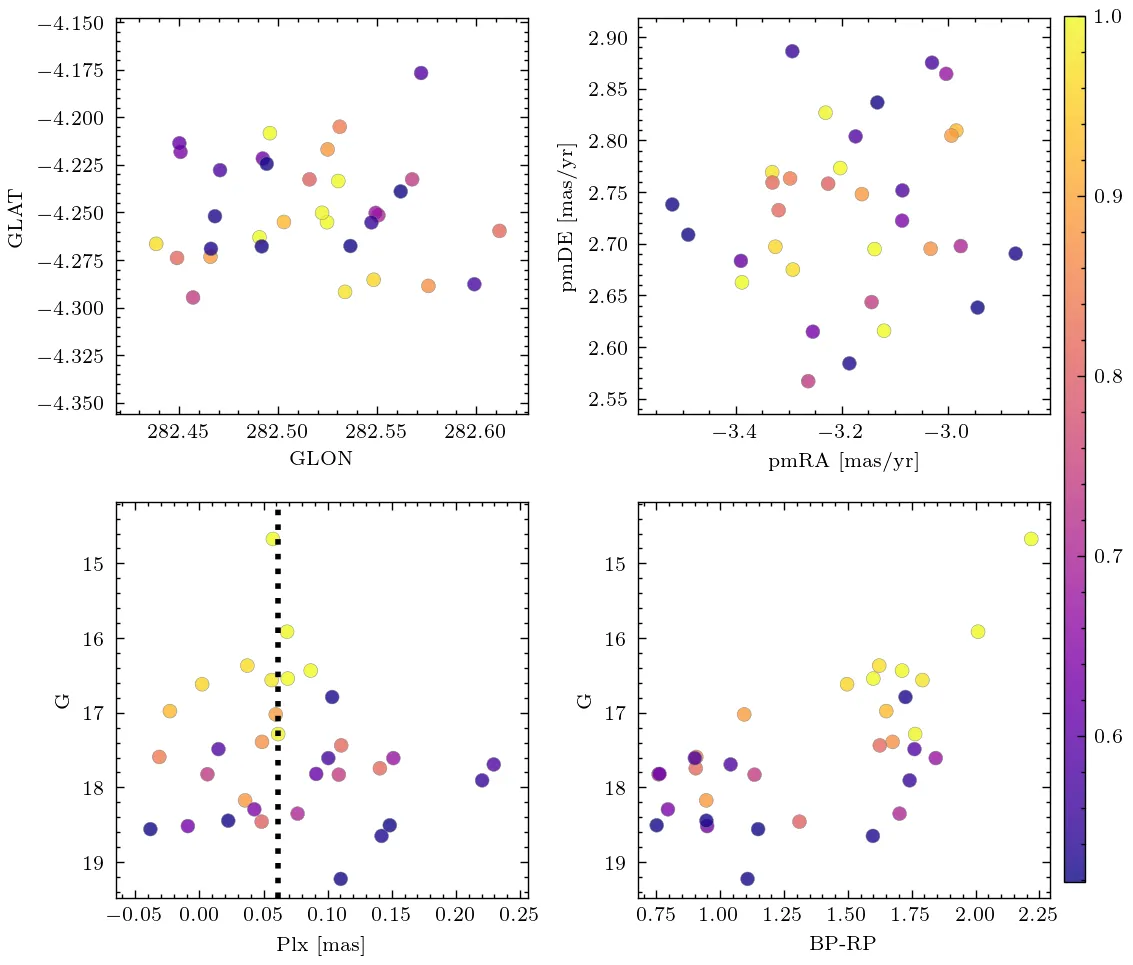 −4.150
−4.175
−4.200
−4.225
−4.250
−4.275
−4.300
−4.325
−4.350
GLAT
282.45 282.50 282.55 282.60
GLON
2.90
2.85
2.80
2.75
2.70
2.65
2.60
2.55
pmDE [mas/yr]
−3.4 −3.2 −3.0
pmRA [mas/yr]
15
16
17
18
19
G
−0.05 0.00 0.05 0.10 0.15 0.20 0.25
Plx [mas]
15
16
17
18
19
G
0.75 1.00 1.25 1.50 1.75 2.00 2.25
BP-RP
1.0
0.9
0.8
0.7
0.6